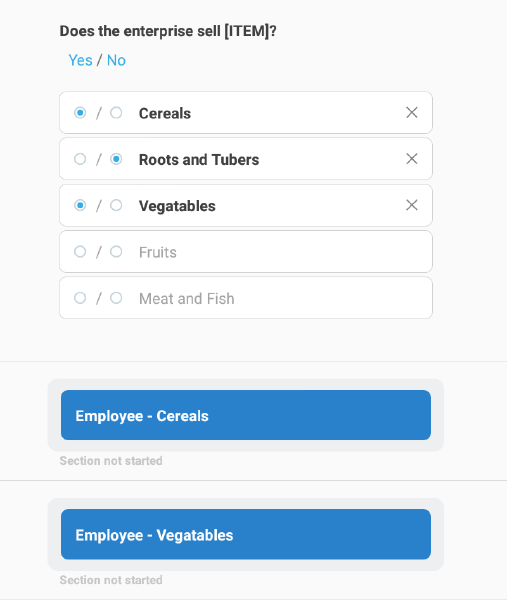 Does the enterprise sell [ITEM]?
Yes / No
/ Cereals
/ Roots and Tubers
/ Vegatables
/ Fruits
/ Meat and Fish
Employee - Cereals
Section not started
Employee - Vegatables
Section not started